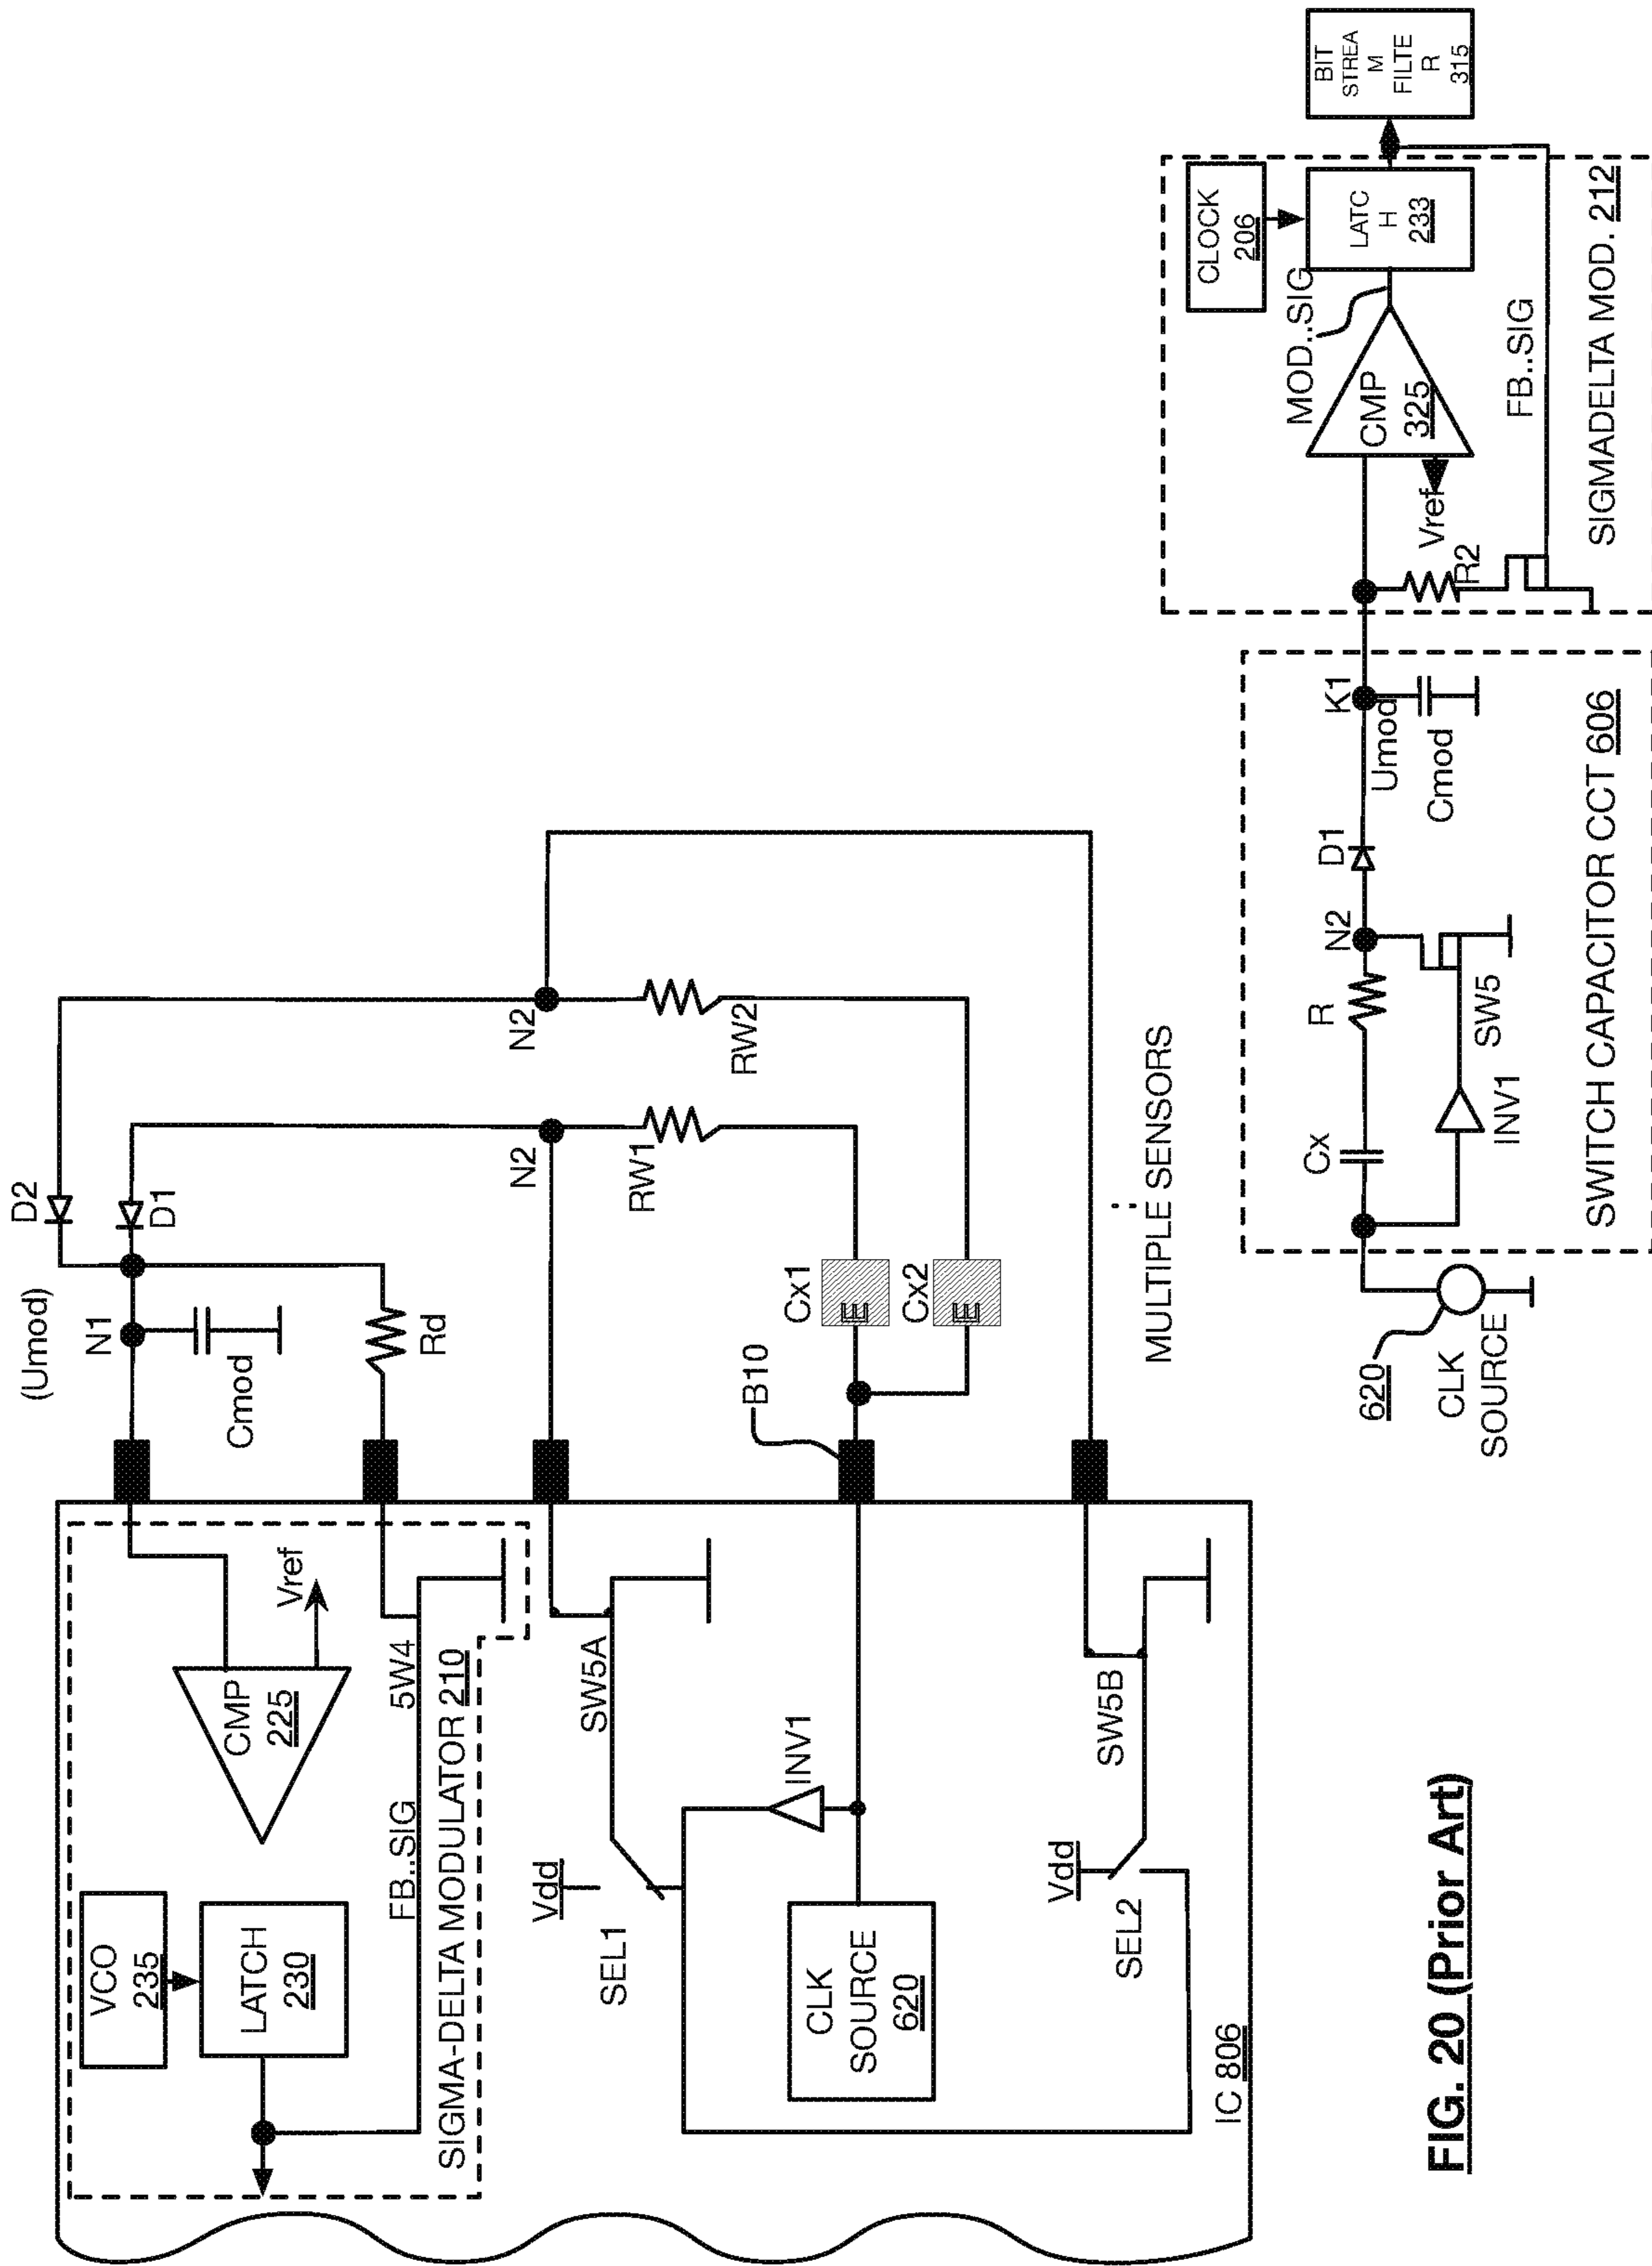 VCO
235
LATCH
230
CMP
225
Vref
FB..SIG
5W4
SIGMA-DELTA MODULATOR 210
(Umod)
N1
Cmod
Rd
D2
D1
N2
N2
RW1
RW2
Vdd
SEL1
SW5A
INV1
CLK
SOURCE
620
Vdd
SEL2
SW5B
IC 806
B10
Cx1
E
Cx2
E
MULTIPLE SENSORS
620
CLK
SOURCE
Cx
R
N2
D1
K1
Umod
Cmod
INV1
SW5
SWITCH CAPACITOR CCT 606
R2
Vref
CMP
325
MOD..SIG
CLOCK
206
LATC
H
233
FB..SIG
SIGMADELTA MOD. 212
BIT
STREA
M
FILTE
R
315
FIG. 20 (Prior Art)